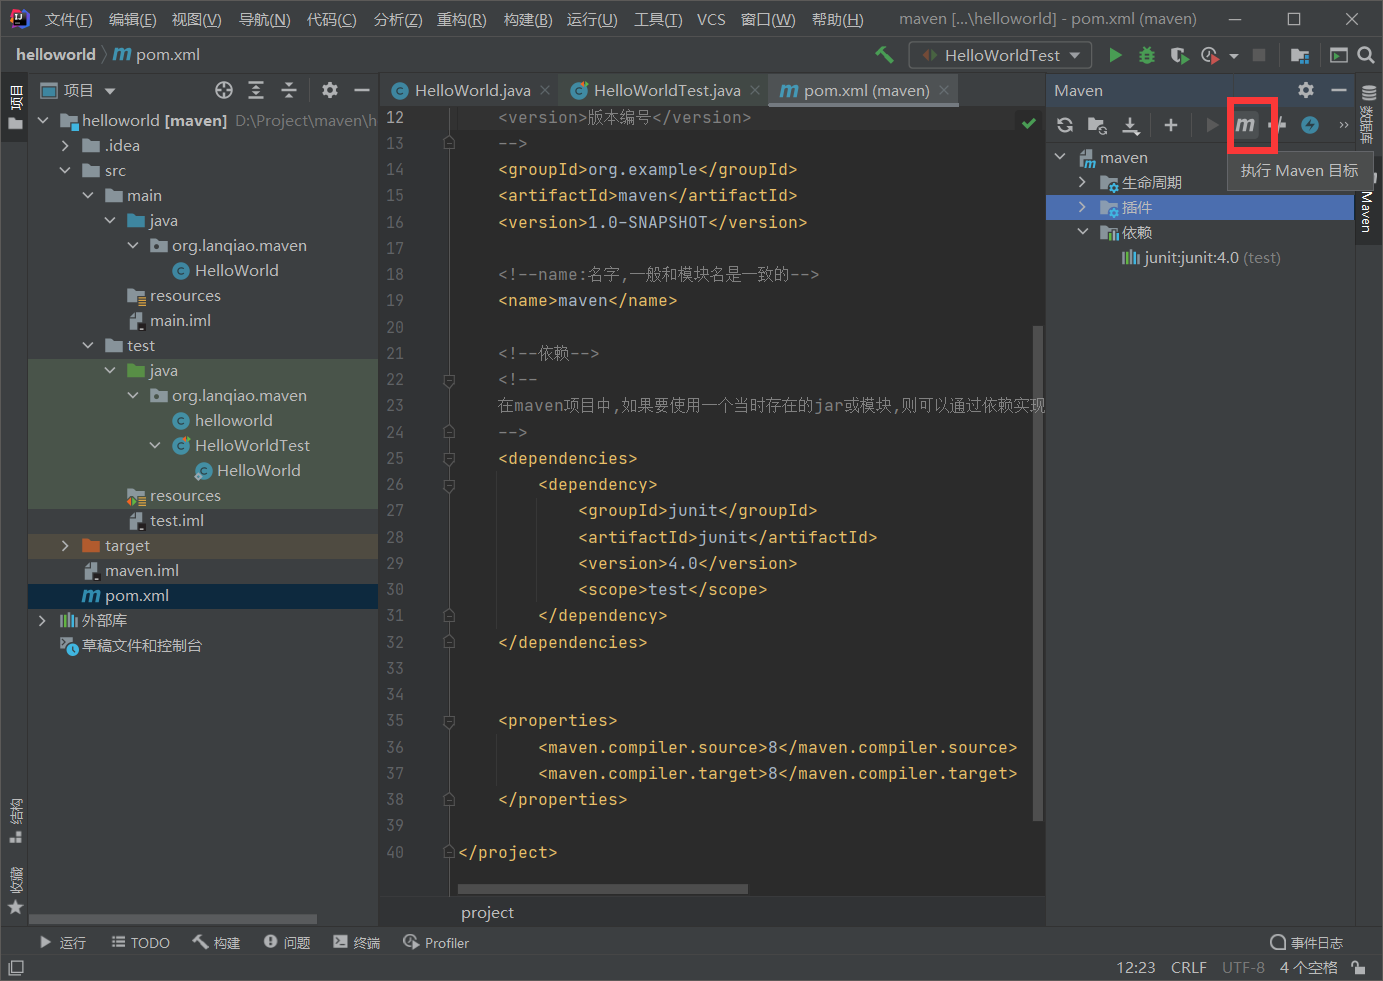 文件(F) 编辑(E) 视图(V) 导航(N) 代码(C) 分析(Z) 重构(R) 构建(B) 运行(U) 工具(T) VCS 窗口(W) 帮助(H) maven [...\helloworld] - pom.xml (maven)
helloworld pom.xml HelloWorldTest
项目 HelloWorld.java HelloWorldTest.java pom.xml (maven) Maven
项目
结构
收藏
helloworld [maven] D:\Project\maven\h
.idea
src
main
java
org.lanqiao.maven
HelloWorld
resources
main.iml
test
java
org.lanqiao.maven
helloworld
HelloWorldTest
HelloWorld
resources
test.iml
target
maven.iml
pom.xml
外部库
草稿文件和控制台
12 <version>版本编号</version>
13 -->
14 <groupId>org.example</groupId>
15 <artifactId>maven</artifactId>
16 <version>1.0-SNAPSHOT</version>
17
18 <!--name:名字,一般和模块名是一致的-->
19 <name>maven</name>
20
21 <!--依赖-->
22 <!--
23 在maven项目中,如果要使用一个当时存在的jar或模块,则可以通过依赖实现
24 -->
25 <dependencies>
26 <dependency>
27 <groupId>junit</groupId>
28 <artifactId>junit</artifactId>
29 <version>4.0</version>
30 <scope>test</scope>
31 </dependency>
32 </dependencies>
33
34
35 <properties>
36 <maven.compiler.source>8</maven.compiler.source>
37 <maven.compiler.target>8</maven.compiler.target>
38 </properties>
39
40 </project>
project
m
执行 Maven 目标
maven
生命周期
插件
依赖
junit:junit:4.0 (test)
数据库
Maven
运行 TODO 构建 问题 终端 Profiler 事件日志
12:23 CRLF UTF-8 4 个空格